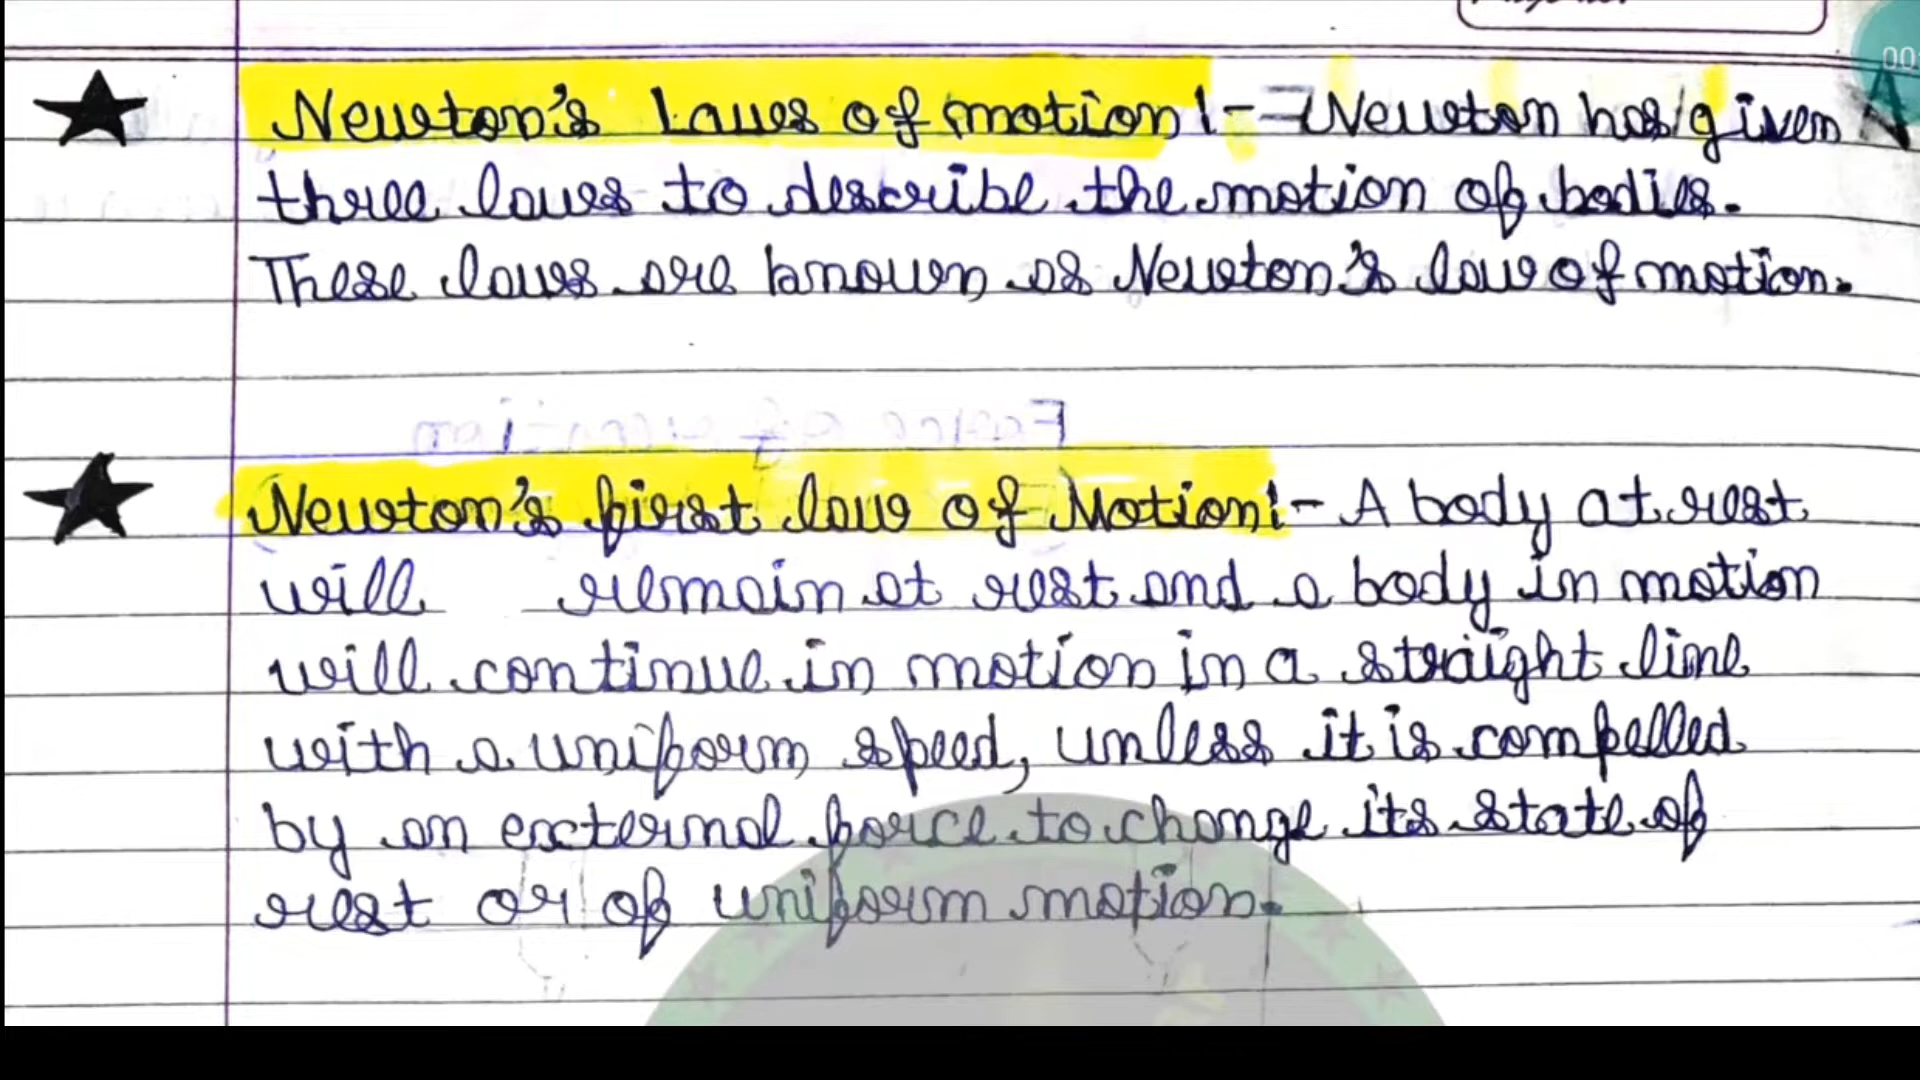 Newton's Laws of motion:- Newton has given
three laws to describe the motion of bodies.
These laws are known as Newton's law of motion.
Newton's first law of Motion:- A body at rest
will remain at rest and a body in motion
will continue in motion in a straight line
with a uniform speed, unless it is compelled
by an external force to change its state of
rest or of uniform motion.